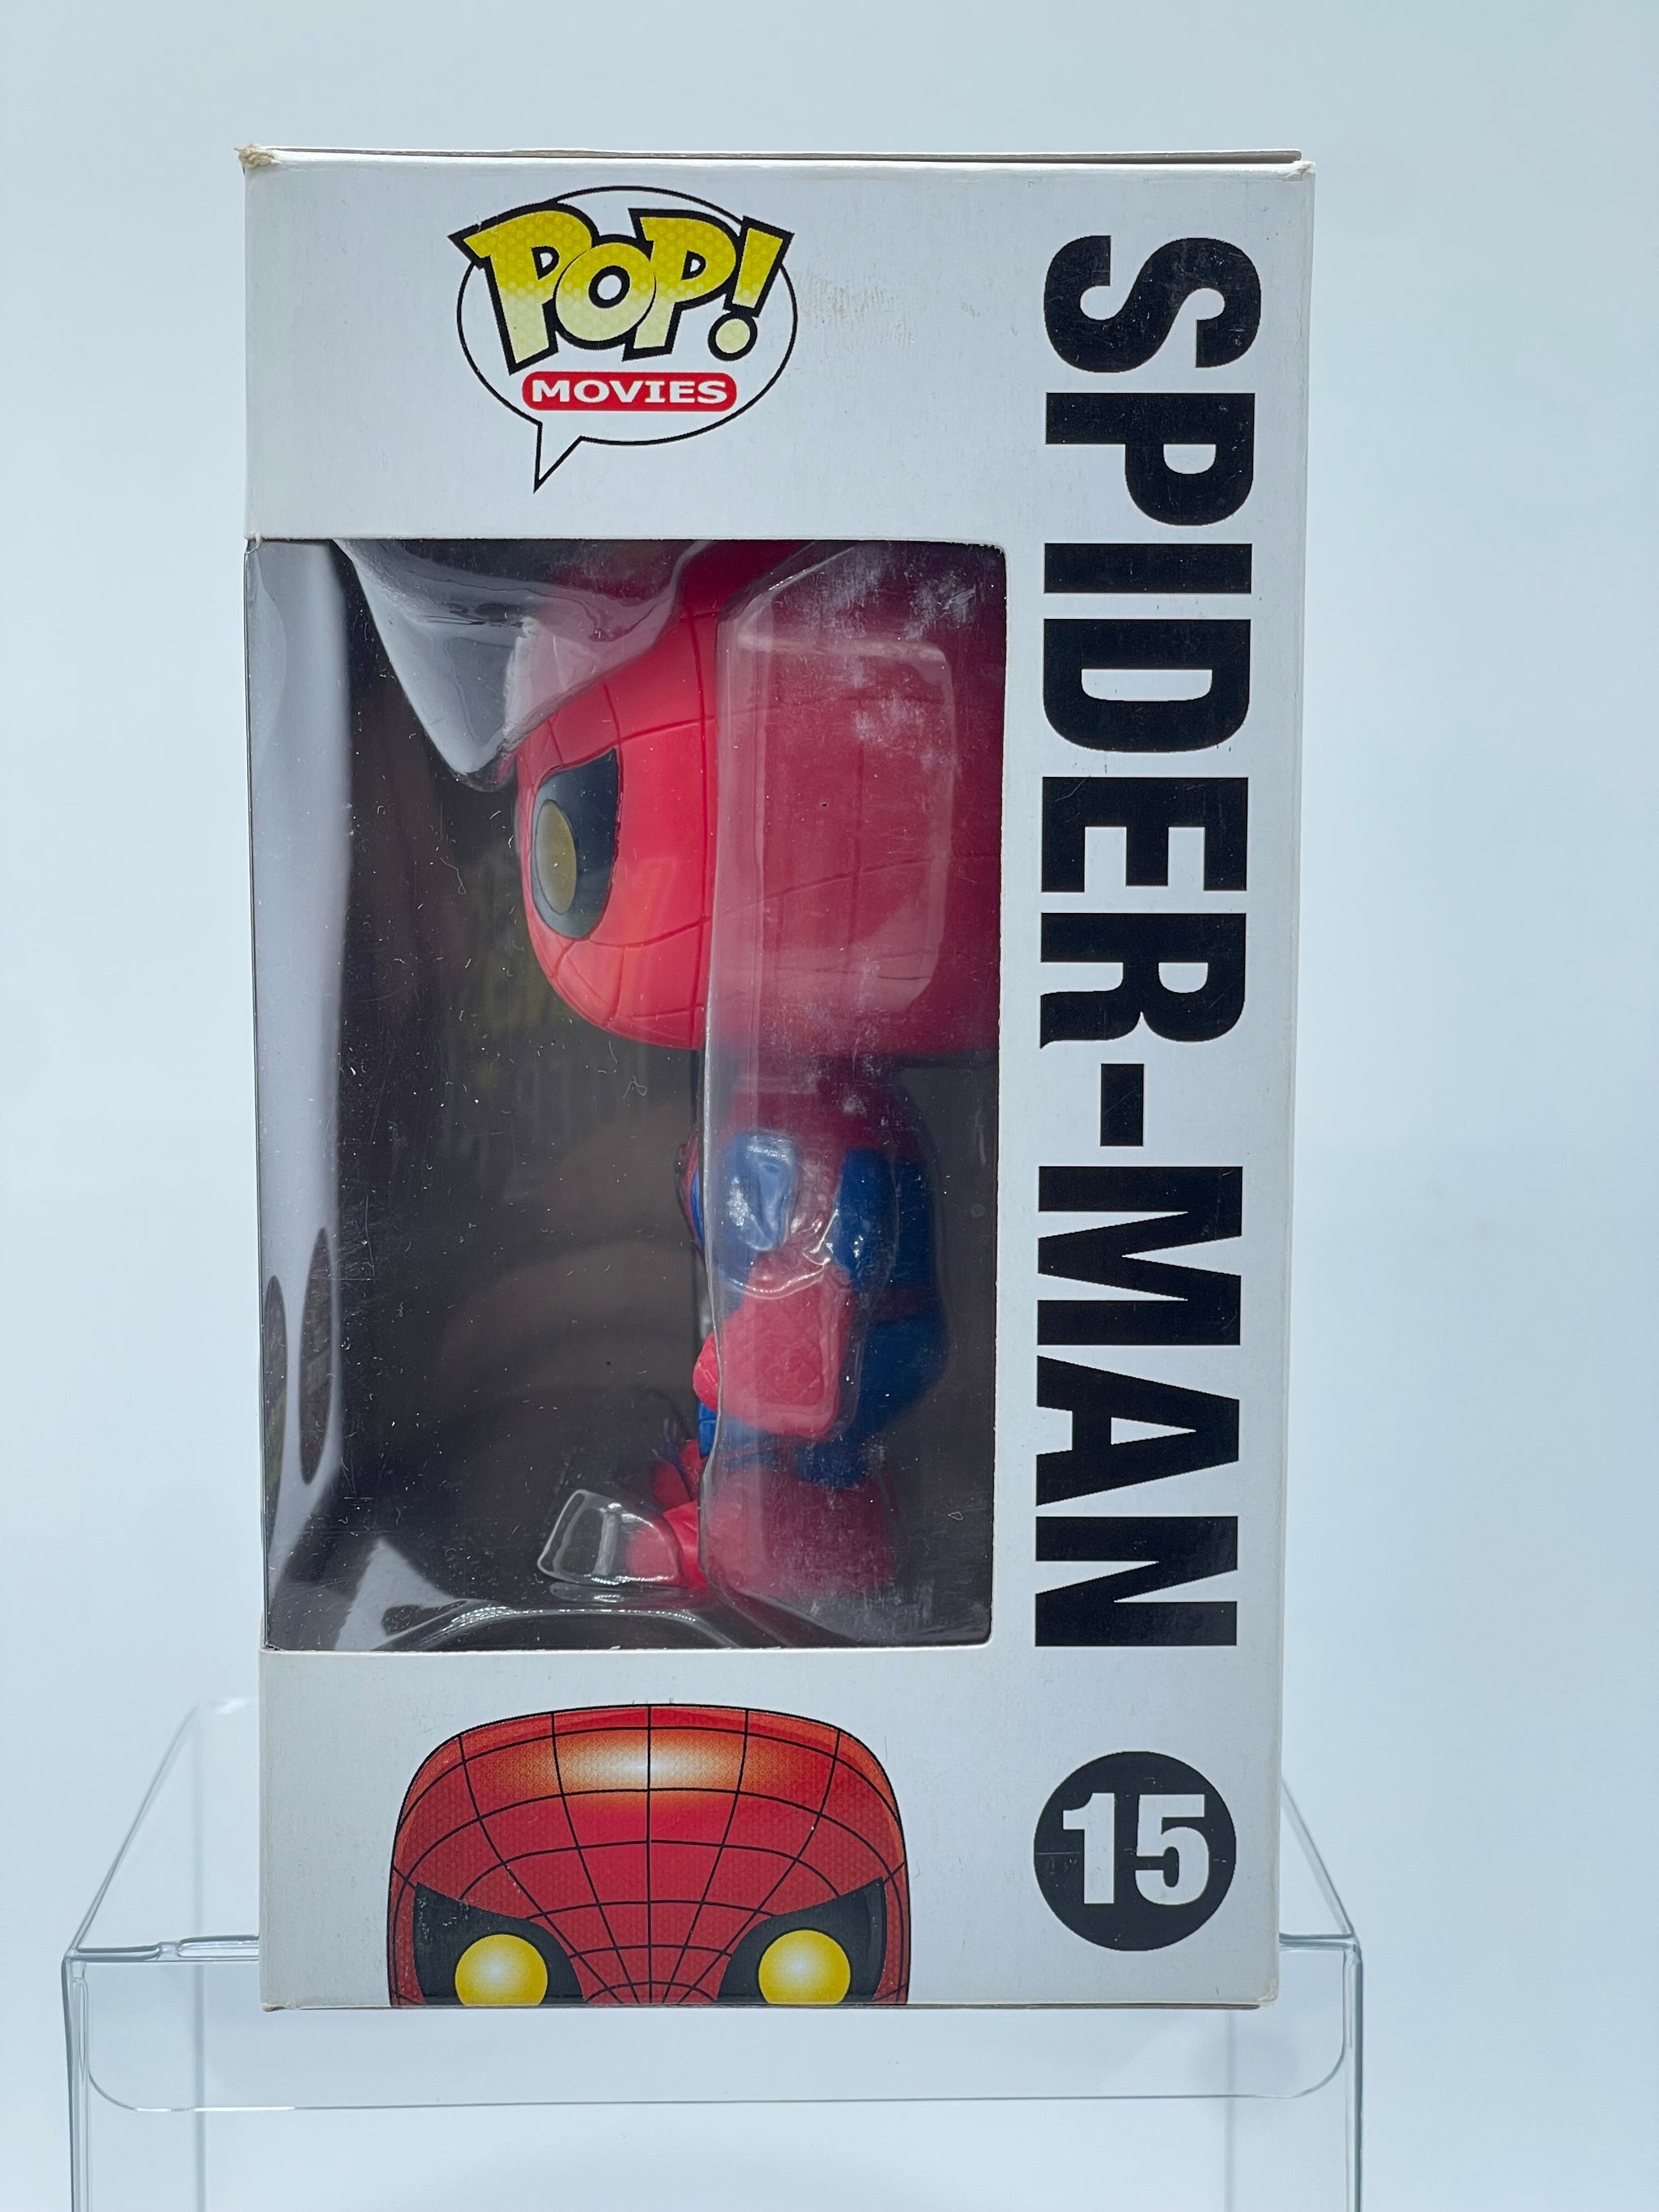 POP!
MOVIES
SPIDER-MAN
15